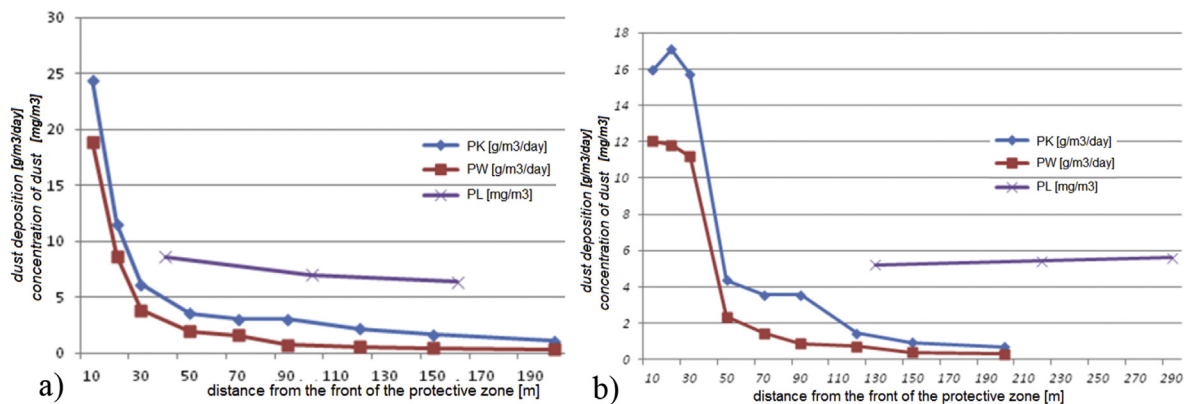 30
25
20
15
10
5
0
dust deposition [g/m3/day]
concentration of dust [mg/m3]
PK [g/m3/day]
PW [g/m3/day]
PL [mg/m3]
10 30 50 70 90 110 130 150 170 190
distance from the front of the protective zone [m]
a)
18
16
14
12
10
8
6
4
2
0
dust deposition [g/m3/day]
concentration of dust [mg/m3]
PK [g/m3/day]
PW [g/m3/day]
PL [mg/m3]
10 30 50 70 90 110 130 150 170 190 210 230 250 270 290
distance from the front of the protective zone [m]
b)